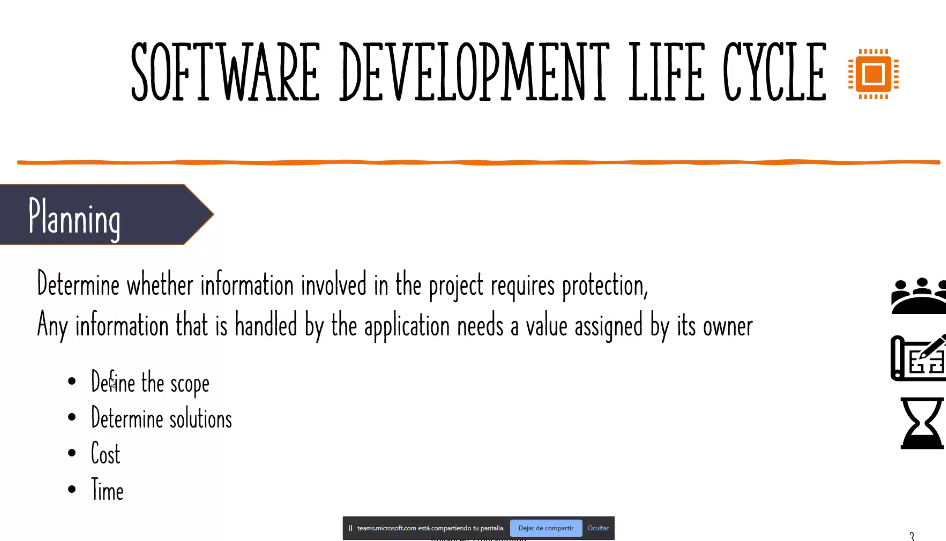 SOFTWARE DEVELOPMENT LIFE CYCLE
Planning
Determine whether information involved in the project requires protection,
Any information that is handled by the application needs a value assigned by its owner
• Define the scope
• Determine solutions
• Cost
• Time
teams.microsoft.com está compartiendo tu pantalla.
Dejar de compartir
Ocultar
3